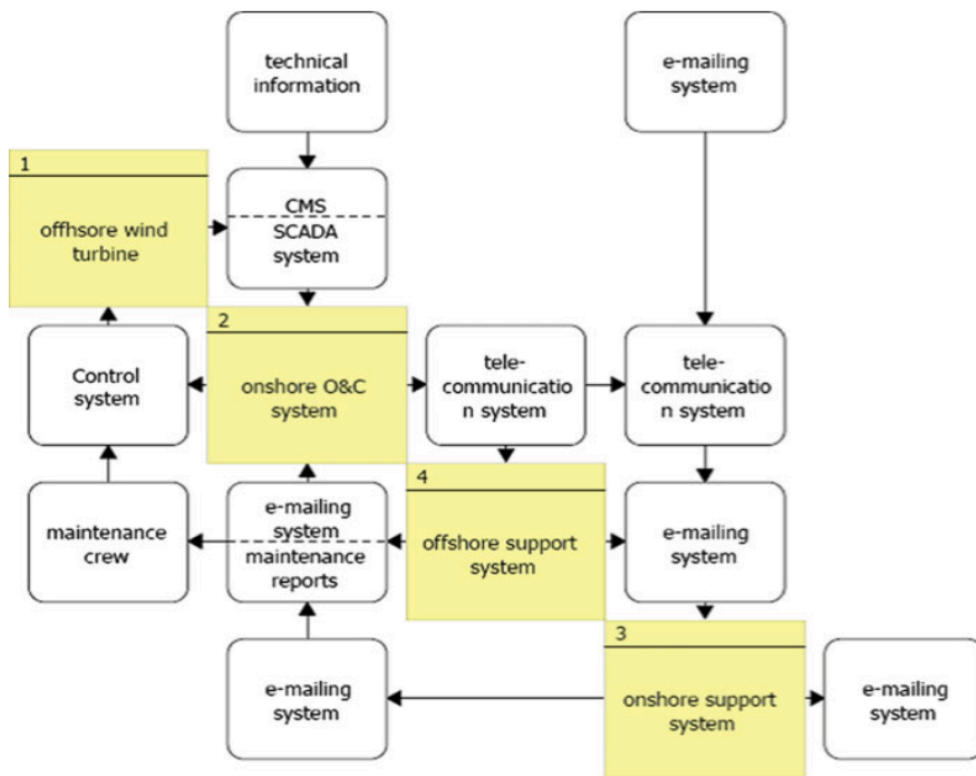 technical
information
e-mailing
system
1
offhsore wind
turbine
CMS
SCADA
system
2
onshore O&C
system
Control
system
tele-
communicatio
n system
tele-
communicatio
n system
4
offshore support
system
maintenance
crew
e-mailing
system
maintenance
reports
e-mailing
system
3
onshore support
system
e-mailing
system
e-mailing
system